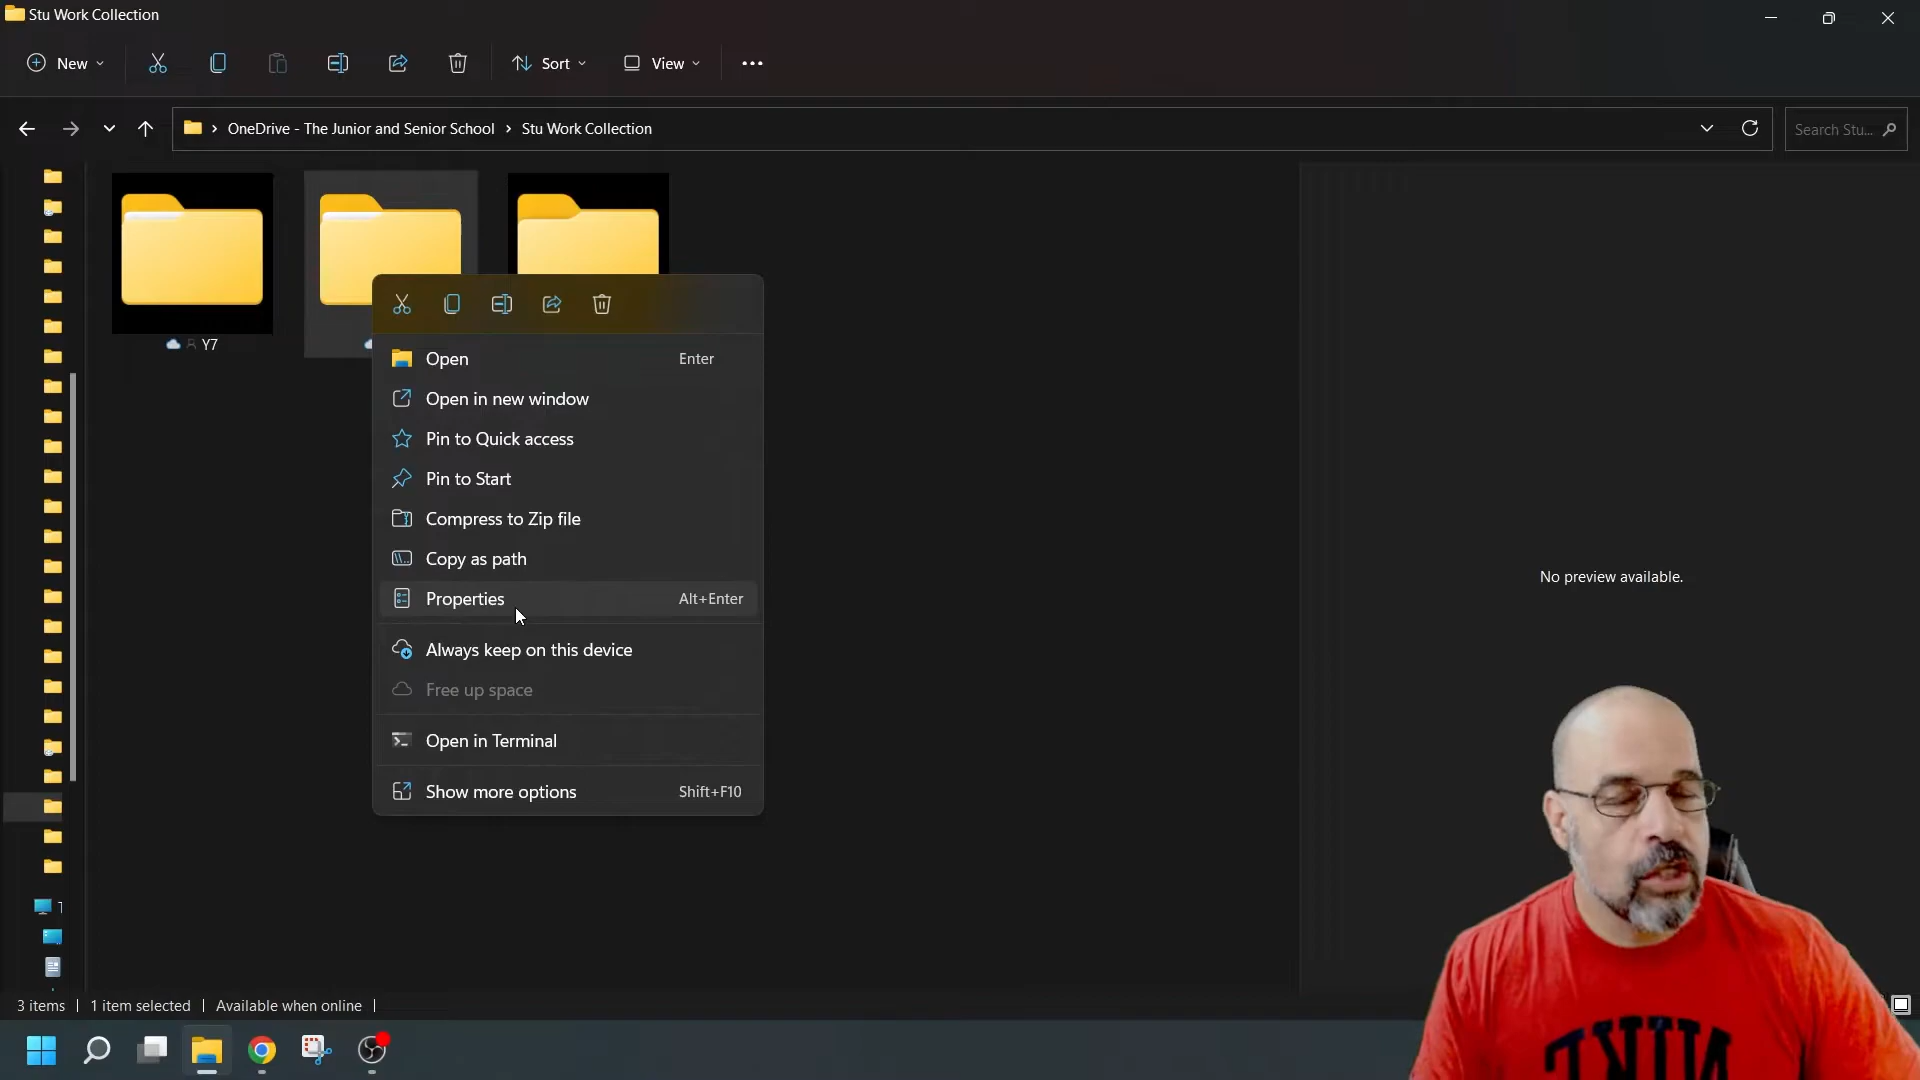 Stu Work Collection
New
Sort
View
OneDrive - The Junior and Senior School > Stu Work Collection
Search Stu...
Y7
Open Enter
Open in new window
Pin to Quick access
Pin to Start
Compress to Zip file
Copy as path
Properties Alt+Enter
Always keep on this device
Free up space
Open in Terminal
Show more options Shift+F10
No preview available.
3 items
1 item selected
Available when online